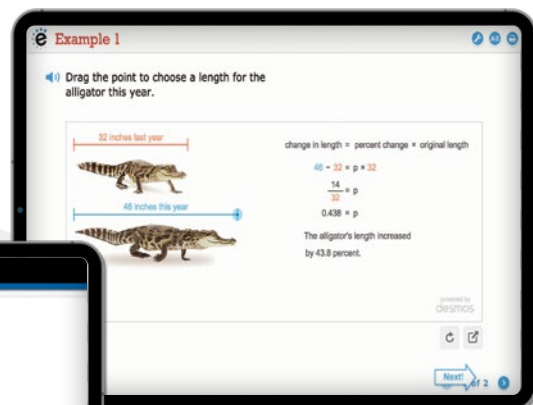 ë Example 1
Drag the point to choose a length for the
alligator this year.
32 inches last year
46 inches this year
change in length = percent change × original length
46 - 32 = p × 32
14/32 = p
0.438 = p
The alligator's length increased
by 43.8 percent.
powered by
desmos
Next!
of 2